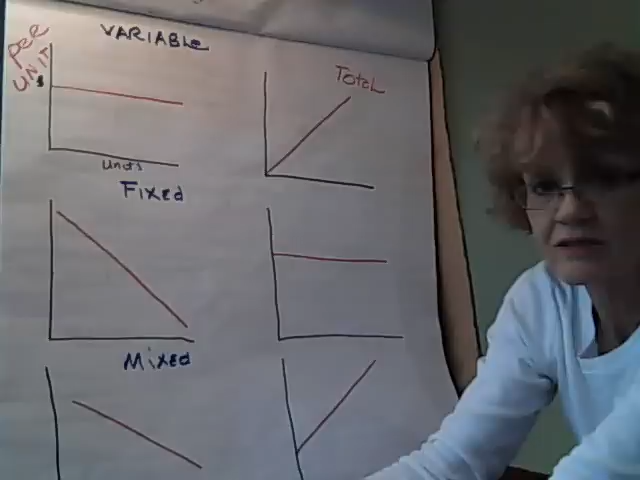 VARIABLe
Per
UNIT
$
Total
Units
Fixed
Mixed